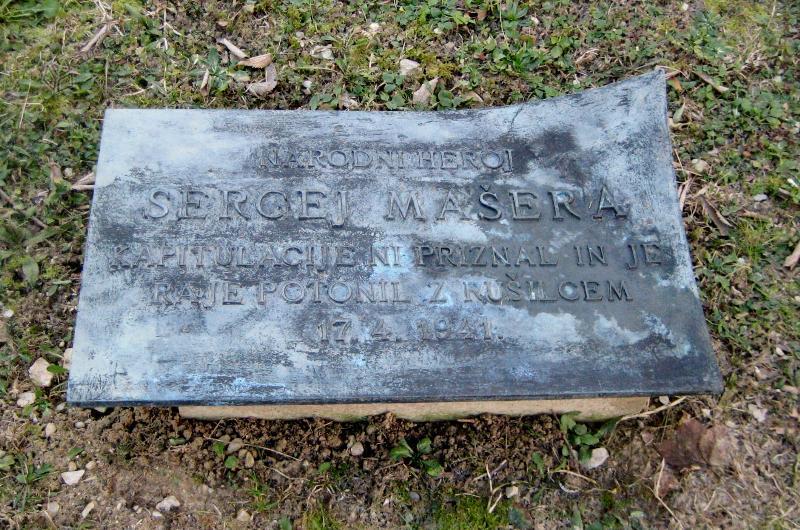 NARODNI HEROJ
SERGEJ MAŠERA
KAPITULACIJE NI PRIZNAL IN JE
RAJE POTONIL Z RUŠILCEM
17. 4. 1941.